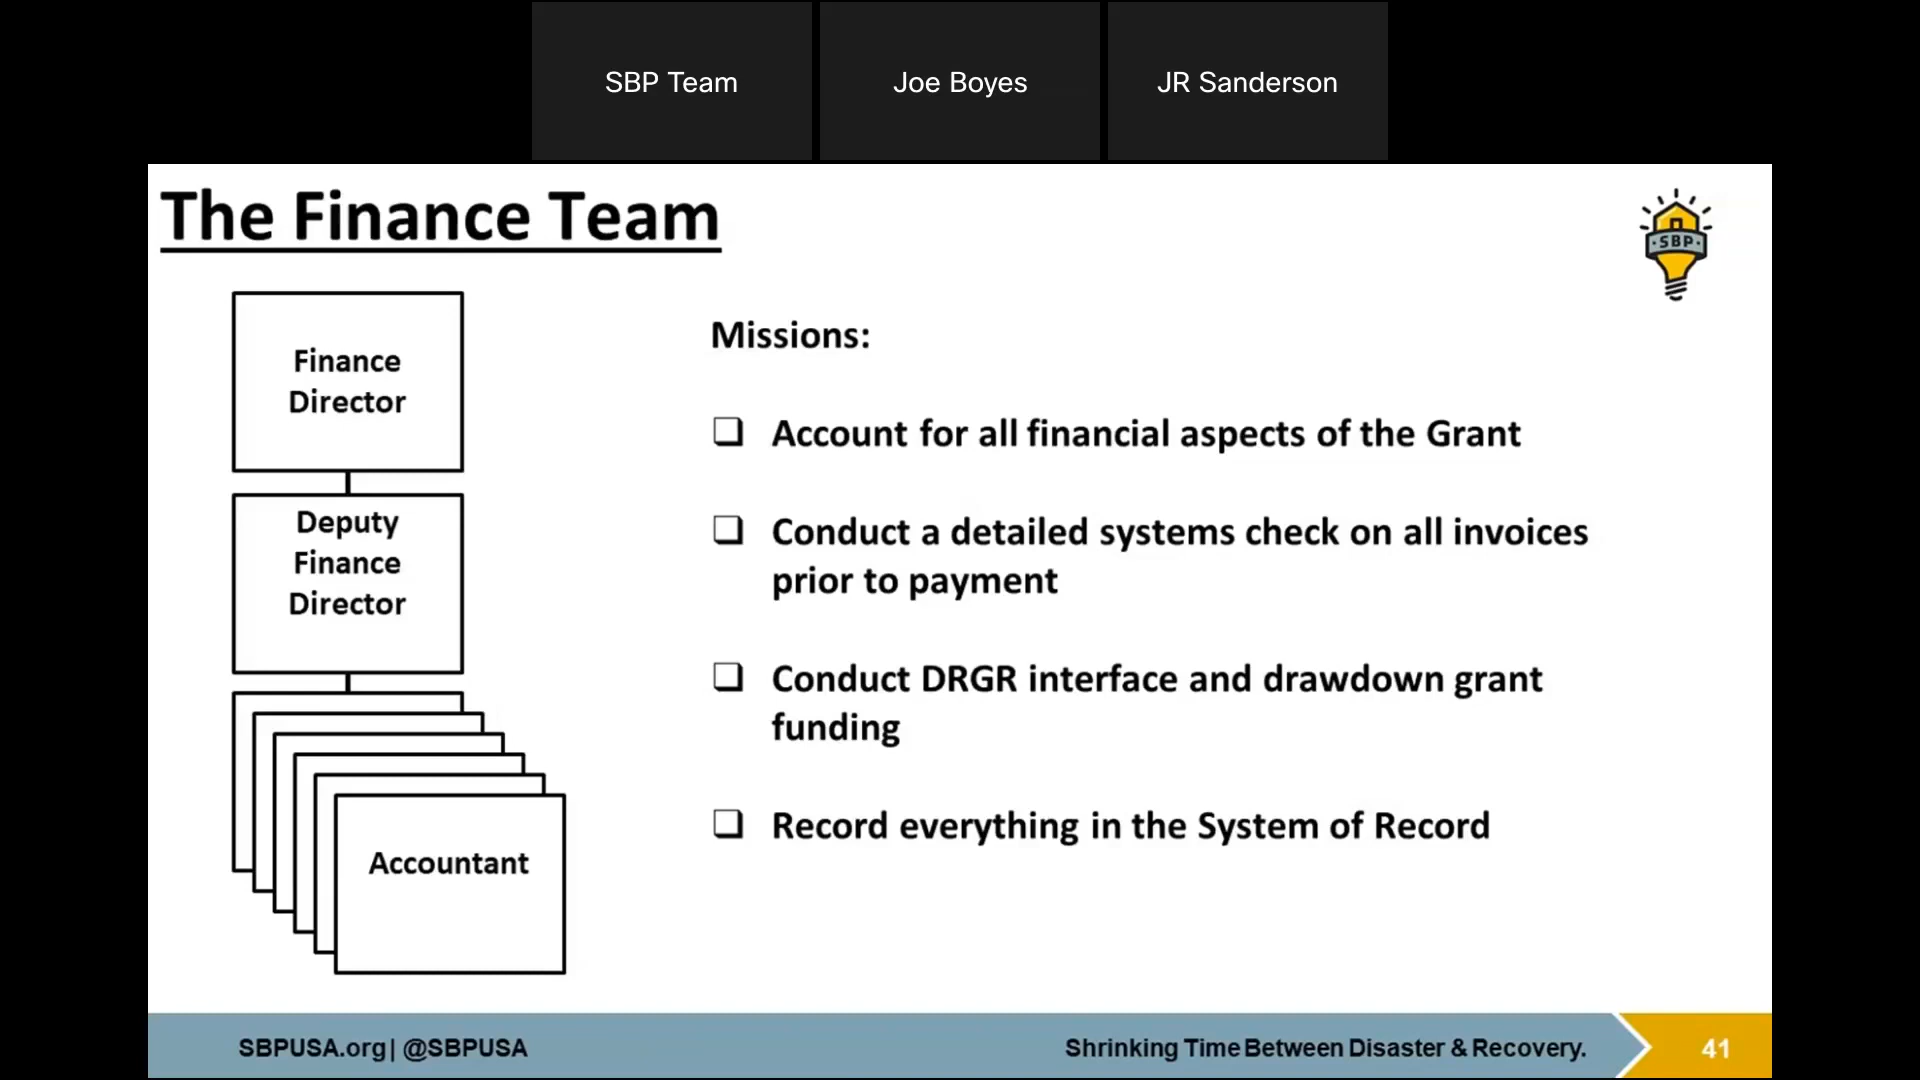 SBP Team
Joe Boyes
JR Sanderson
The Finance Team
SBP
Finance
Director
Deputy
Finance
Director
Accountant
Missions:
Account for all financial aspects of the Grant
Conduct a detailed systems check on all invoices
prior to payment
Conduct DRGR interface and drawdown grant
funding
Record everything in the System of Record
SBPUSA.org| @SBPUSA
Shrinking Time Between Disaster & Recovery.
41